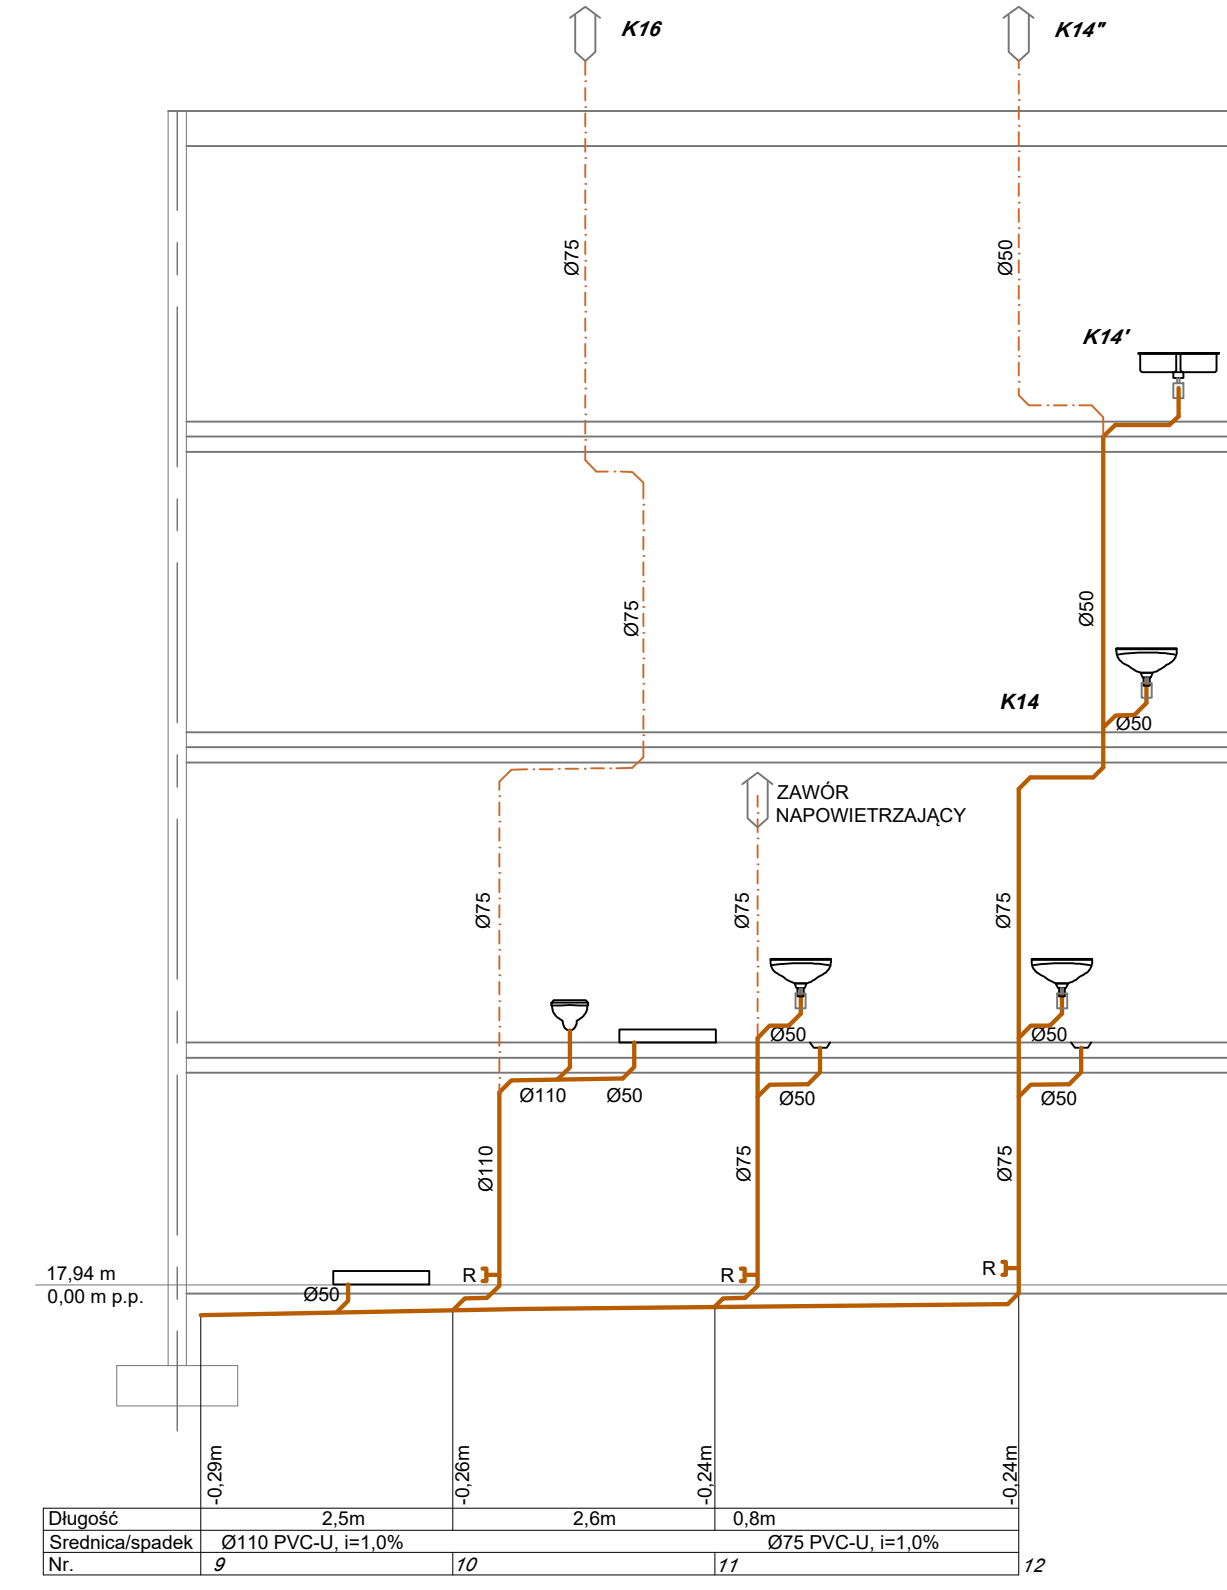 K16
K14"
Ø75
Ø50
K14'
Ø75
Ø50
K14
Ø50
ZAWÓR
NAPOWIETRZAJĄCY
Ø75
Ø75
Ø75
Ø50
Ø50
Ø110
Ø50
Ø50
Ø50
Ø110
Ø75
Ø75
R
R
R
17,94 m
0,00 m p.p.
Ø50
-0,29m
-0,26m
-0,24m
-0,24m
Długość 2,5m 2,6m 0,8m
Srednica/spadek Ø110 PVC-U, i=1,0% Ø75 PVC-U, i=1,0%
Nr. 9 10 11 12